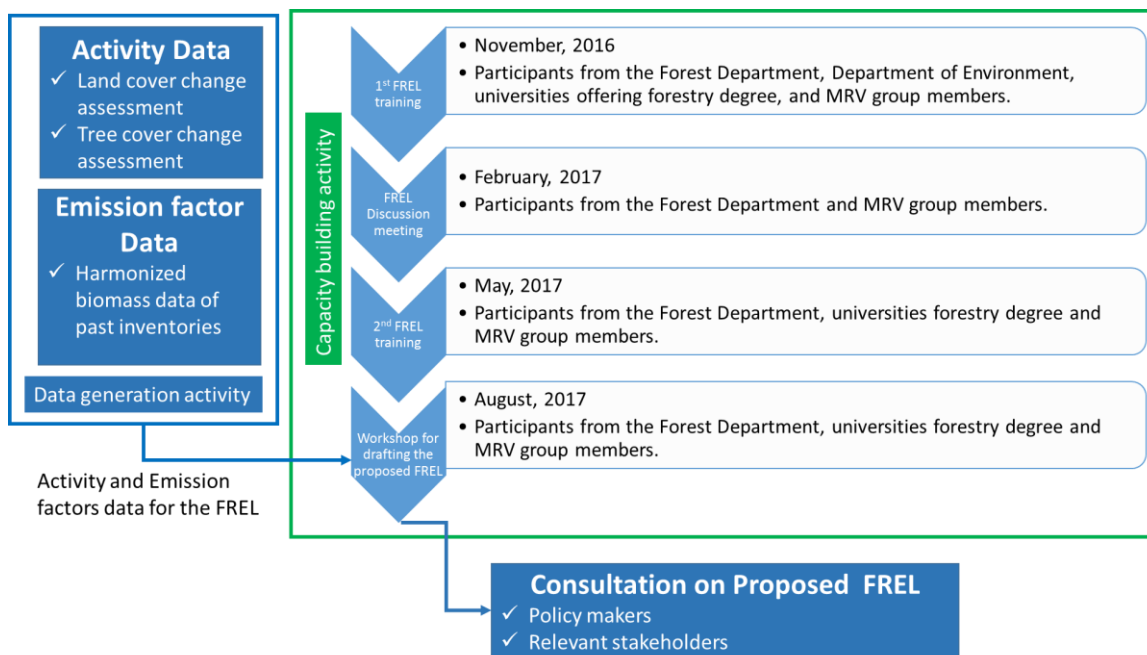 Activity Data
✓ Land cover change
assessment
✓ Tree cover change
assessment
Emission factor
Data
✓ Harmonized
biomass data of
past inventories
Data generation activity
Activity and Emission
factors data for the FREL
Capacity building activity
1st FREL
training
• November, 2016
• Participants from the Forest Department, Department of Environment,
universities offering forestry degree, and MRV group members.
FREL
Discussion
meeting
• February, 2017
• Participants from the Forest Department and MRV group members.
2nd FREL
training
• May, 2017
• Participants from the Forest Department, universities forestry degree and
MRV group members.
Workshop for
drafting the
proposed FREL
• August, 2017
• Participants from the Forest Department, universities forestry degree and
MRV group members.
Consultation on Proposed FREL
✓ Policy makers
✓ Relevant stakeholders